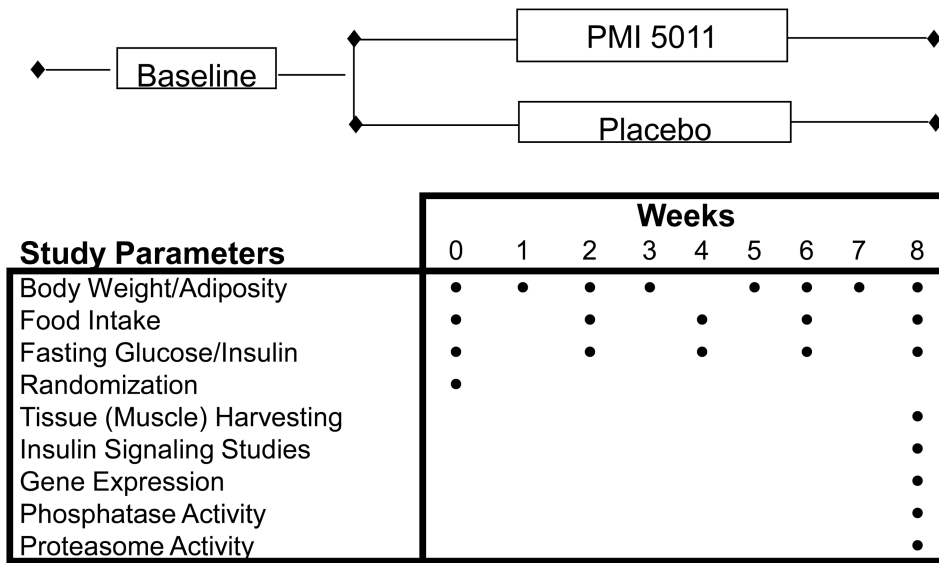 PMI 5011
Baseline
Placebo
Weeks
Study Parameters 0 1 2 3 4 5 6 7 8
Body Weight/Adiposity • • • • • • • •
Food Intake • • • • •
Fasting Glucose/Insulin • • • • •
Randomization •
Tissue (Muscle) Harvesting •
Insulin Signaling Studies •
Gene Expression •
Phosphatase Activity •
Proteasome Activity •